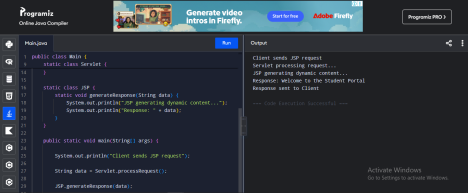 Programiz
Online Java Compiler
Generate video
intros in Firefly.
Start for free
Adobe Firefly
Programiz PRO >
Main.java
Run
Output
public class Main {
static class Servlet {
}
static class JSP {
static void generateResponse(String data) {
System.out.println("JSP generating dynamic content...");
System.out.println("Response: " + data);
}
}
public static void main(String[] args) {
System.out.println("Client sends JSP request");
String data = Servlet.processRequest();
JSP.generateResponse(data);
Client sends JSP request
Servlet processing request...
JSP generating dynamic content...
Response: Welcome to the Student Portal
Response sent to Client
=== Code Execution Successful ===
Activate Windows
Go to Settings to activate Windows.